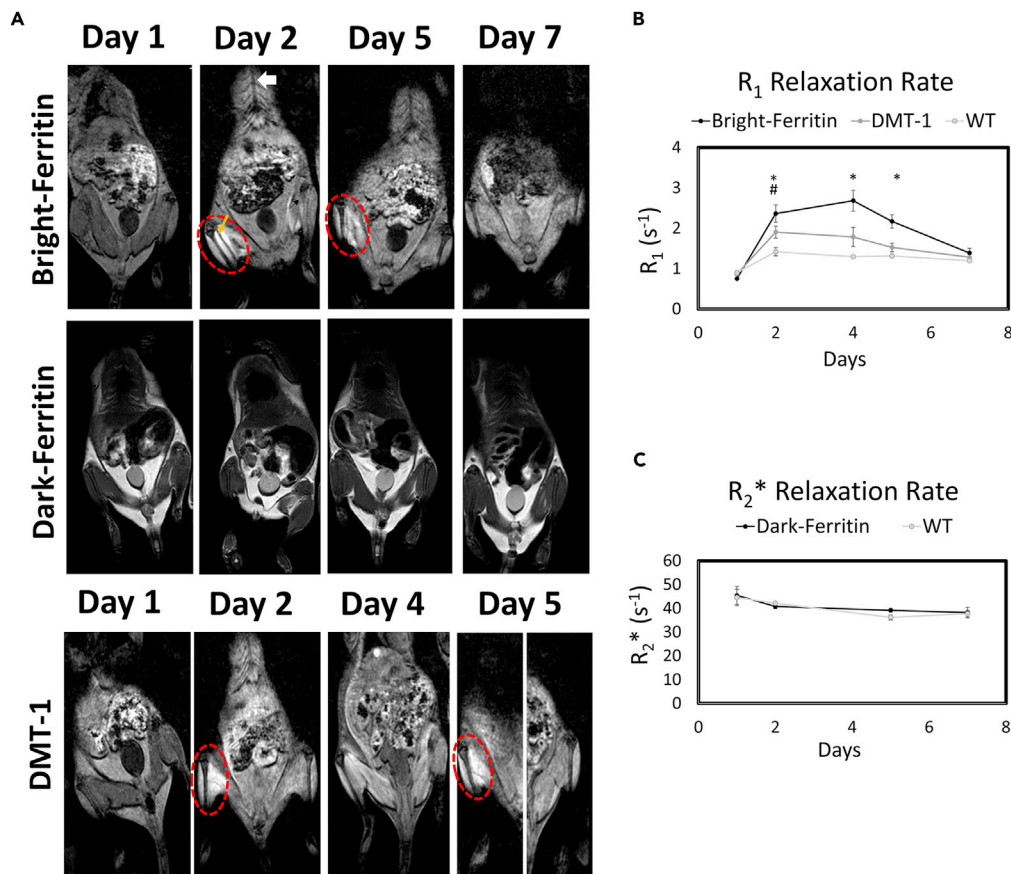 A
Day 1 Day 2 Day 5 Day 7
Bright-Ferritin
Dark-Ferritin
Day 1 Day 2 Day 4 Day 5
DMT-1
B
R₁ Relaxation Rate
Bright-Ferritin DMT-1 WT
4
3
2
1
0
* * *
#
R₁ (s⁻¹)
0 2 4 6 8
Days
C
R₂* Relaxation Rate
Dark-Ferritin WT
60
50
40
30
20
10
0
R₂* (s⁻¹)
0 2 4 6 8
Days